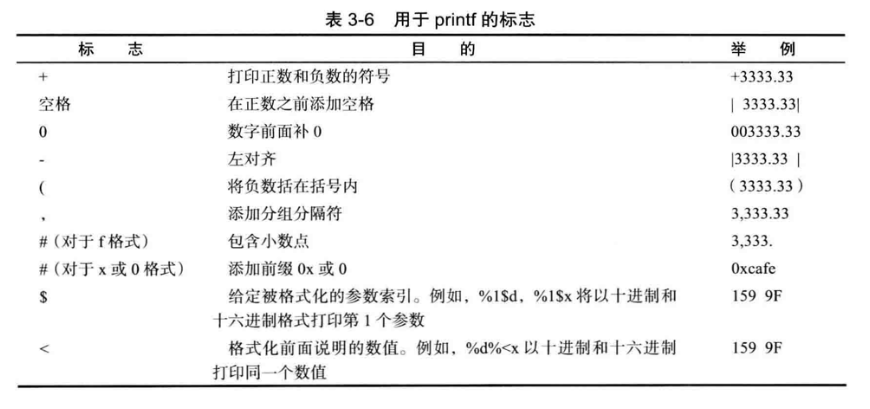 表 3-6 用于 printf 的标志
标 志 目 的 举 例
+ 打印正数和负数的符号 +3333.33
空格 在正数之前添加空格 | 3333.33|
0 数字前面补 0 003333.33
- 左对齐 |3333.33 |
( 将负数括在括号内 (3333.33)
, 添加分组分隔符 3,333.33
# (对于 f 格式) 包含小数点 3,333.
# (对于 x 或 0 格式) 添加前缀 0x 或 0 0xcafe
$ 给定被格式化的参数索引。例如,%1$d,%1$x 将以十进制和 159 9F
十六进制格式打印第 1 个参数
< 格式化前面说明的数值。例如,%d%<x 以十进制和十六进制 159 9F
打印同一个数值